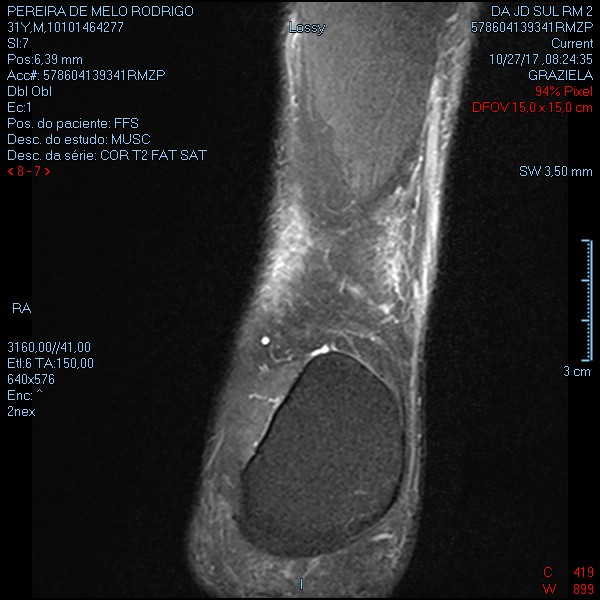 PEREIRA DE MELO RODRIGO
31Y,M,10101464277
Sl:7
Pos:6,39 mm
Acc#: 578604139341RMZP
Dbl Obl
Ec:1
Pos. do paciente: FFS
Desc. do estudo: MUSC
Desc. da série: COR T2 FAT SAT
< 8 - 7 >
Lossy
DA JD SUL RM 2
578604139341RMZP
Current
10/27/17 ,08:24:35
GRAZIELA
94% Pixel
DFOV 15,0 x 15,0 cm
SW 3,50 mm
RA
3 cm
3160,00//41,00
Etl:6 TA:150,00
640x576
Enc: ^
2nex
I
C 419
W 899